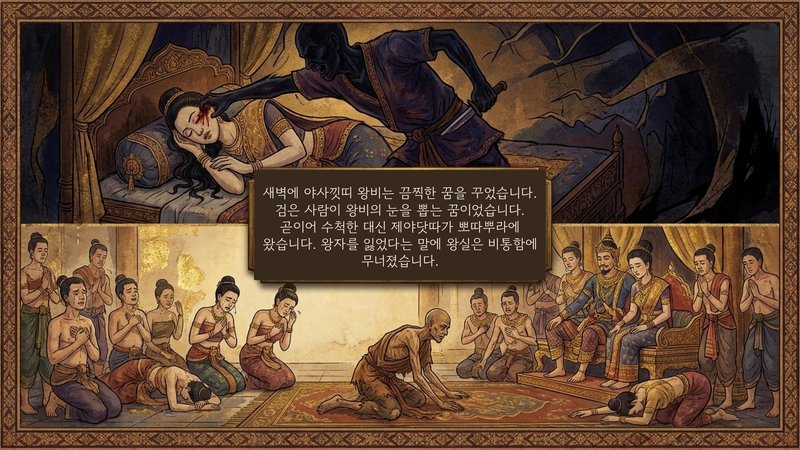 새벽에 야사낏띠 왕비는 끔찍한 꿈을 꾸었습니다.
검은 사람이 왕비의 눈을 뽑는 꿈이었습니다.
곧이어 수척한 대신 제야닷따가 뽀따뿌라에
왔습니다. 왕자를 잃었다는 말에 왕실은 비통함에
무너졌습니다.